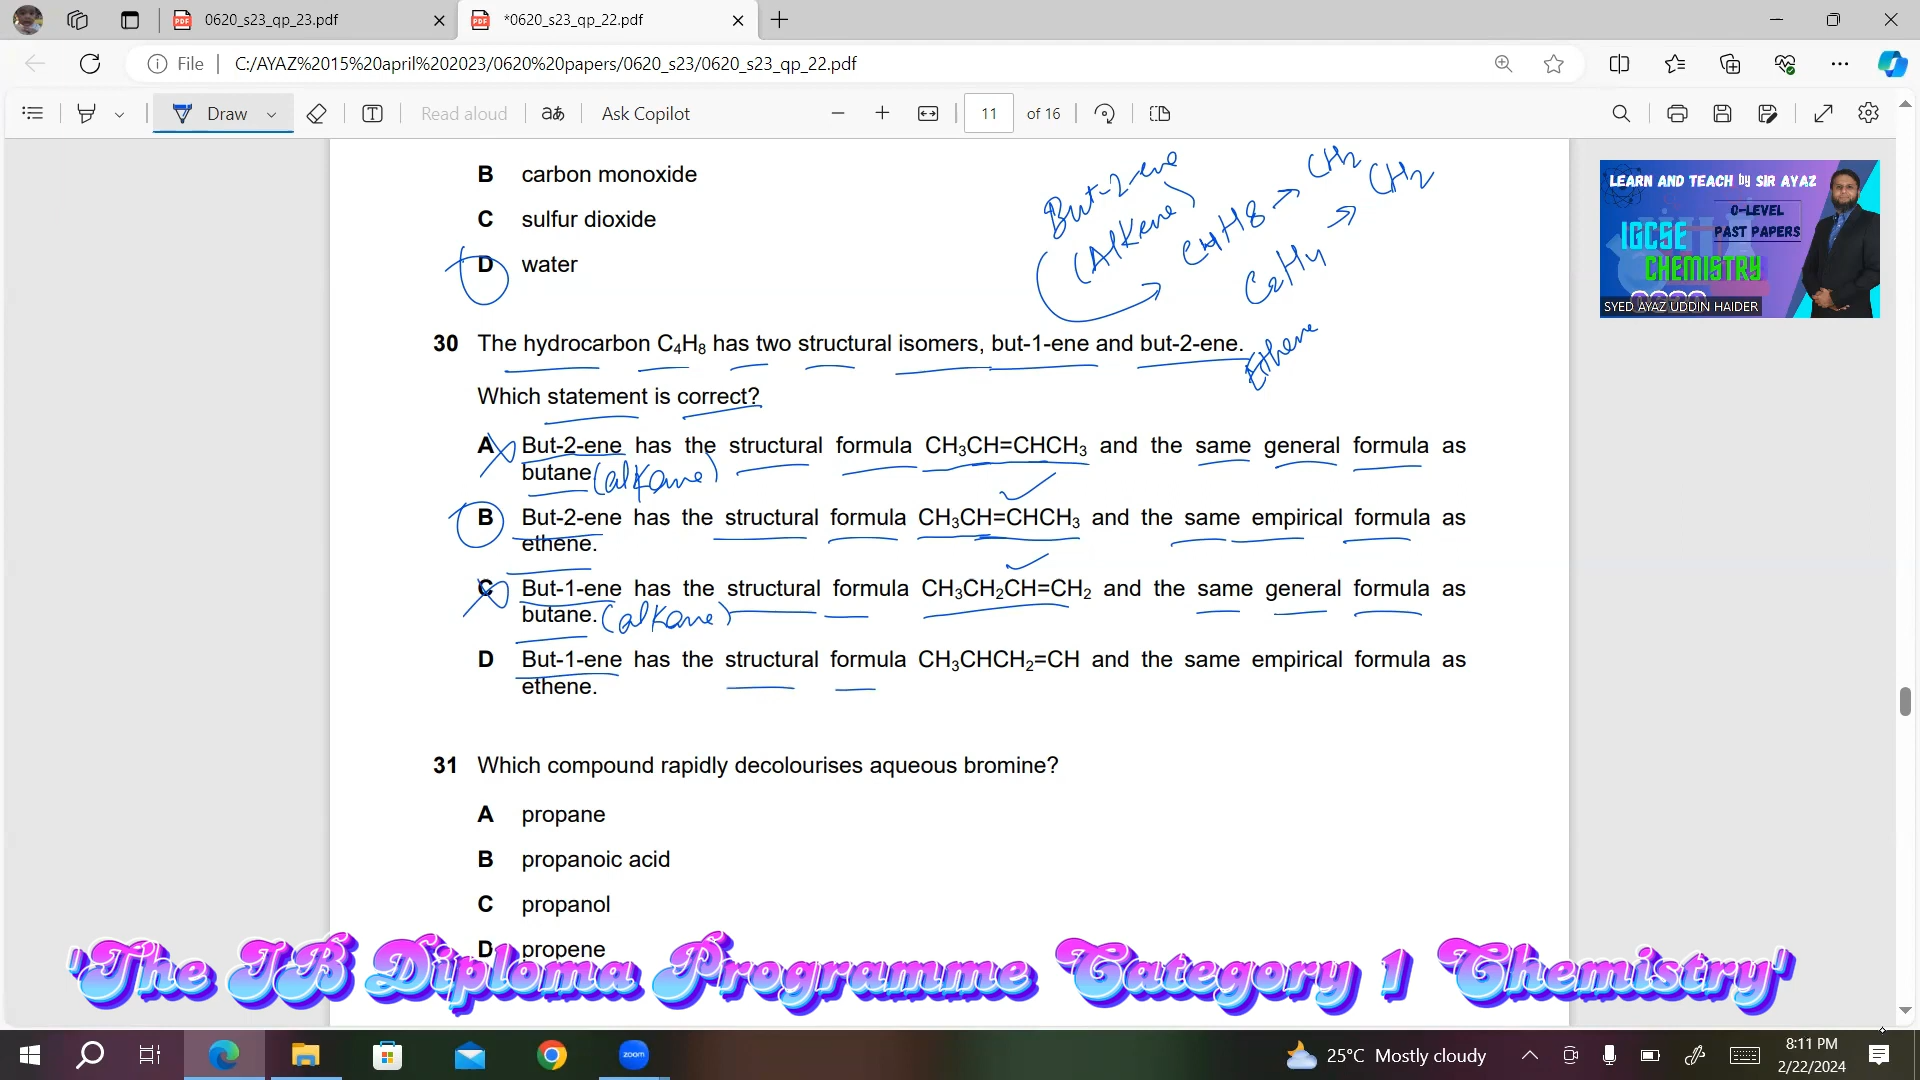 0620_s23_qp_23.pdf
*0620_s23_qp_22.pdf
File
C:/AYAZ%2015%20april%202023/0620%20papers/0620_s23/0620_s23_qp_22.pdf
Draw
Read aloud
aあ
Ask Copilot
11 of 16
B carbon monoxide
C sulfur dioxide
D water
But-2-ene
(Alkene)
C4H8 → CH2
C2H4 → CH2
Ethene
30 The hydrocarbon C₄H₈ has two structural isomers, but-1-ene and but-2-ene.
Which statement is correct?
A But-2-ene has the structural formula CH₃CH=CHCH₃ and the same general formula as
butane. (alkane)
B But-2-ene has the structural formula CH₃CH=CHCH₃ and the same empirical formula as
ethene.
C But-1-ene has the structural formula CH₃CH₂CH=CH₂ and the same general formula as
butane. (alkane)
D But-1-ene has the structural formula CH₃CHCH₂=CH and the same empirical formula as
ethene.
31 Which compound rapidly decolourises aqueous bromine?
A propane
B propanoic acid
C propanol
D propene
LEARN AND TEACH by SIR AYAZ
O-LEVEL
PAST PAPERS
IGCSE
CHEMISTRY
0620
SYED AYAZ UDDIN HAIDER
'The IB Diploma Programme Category 1 Chemistry'
zoom
25°C Mostly cloudy
8:11 PM
2/22/2024